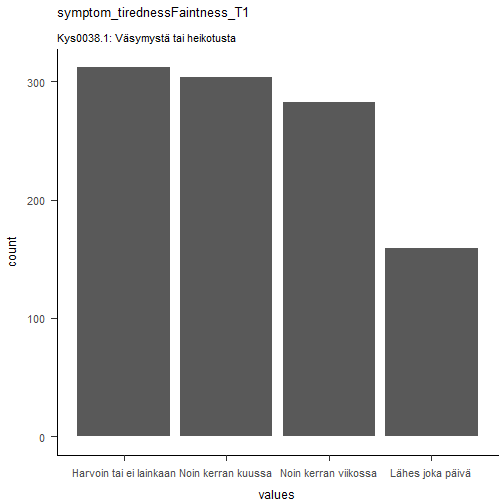 symptom_tirednessFaintness_T1
Kys0038.1: Väsymystä tai heikotusta
300
200
100
0
count
Harvoin tai ei lainkaan Noin kerran kuussa Noin kerran viikossa Lähes joka päivä
values